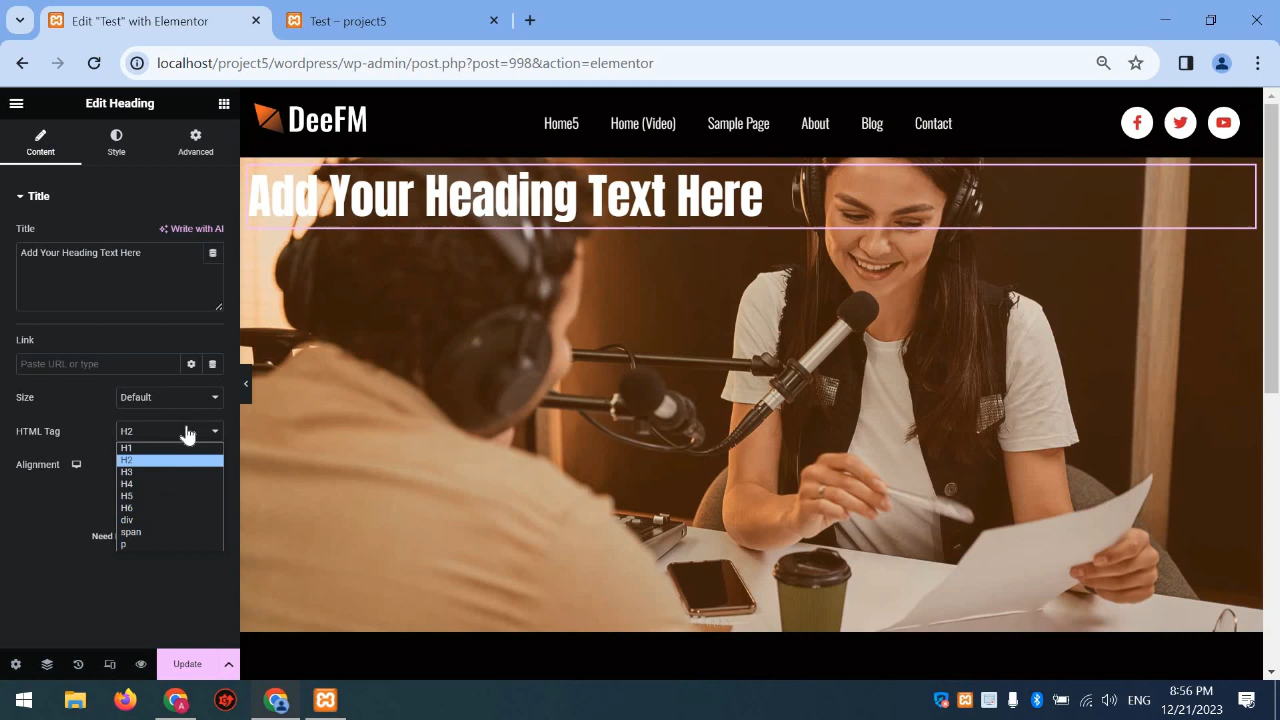 Edit "Test" with Elementor
Test – project5
localhost/project5/wordpress/wp-admin/post.php?post=998&action=elementor
Edit Heading
Content
Style
Advanced
Title
Title
Write with AI
Add Your Heading Text Here
Link
Paste URL or type
Size
Default
HTML Tag
H2
H1
H2
H3
H4
H5
H6
div
span
p
Alignment
Need
Update
DeeFM
Home5
Home (Video)
Sample Page
About
Blog
Contact
Add Your Heading Text Here
ENG
8:56 PM
12/21/2023